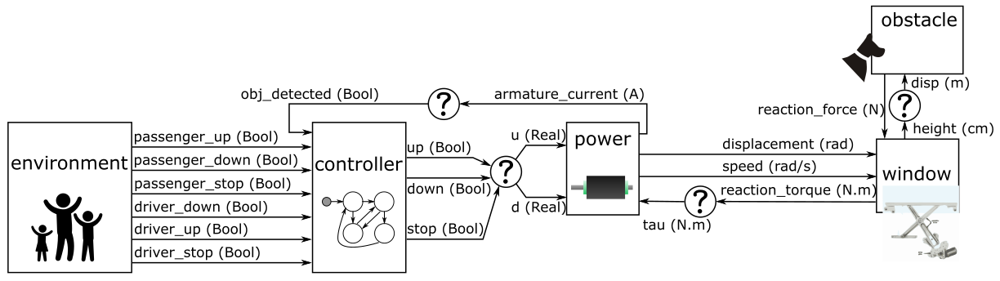 obstacle
disp (m)
?
reaction_force (N)
height (cm)
obj_detected (Bool)
?
armature_current (A)
environment
passenger_up (Bool)
passenger_down (Bool)
passenger_stop (Bool)
driver_down (Bool)
driver_up (Bool)
driver_stop (Bool)
controller
up (Bool)
down (Bool)
stop (Bool)
?
u (Real)
d (Real)
power
displacement (rad)
speed (rad/s)
reaction_torque (N.m)
?
tau (N.m)
window